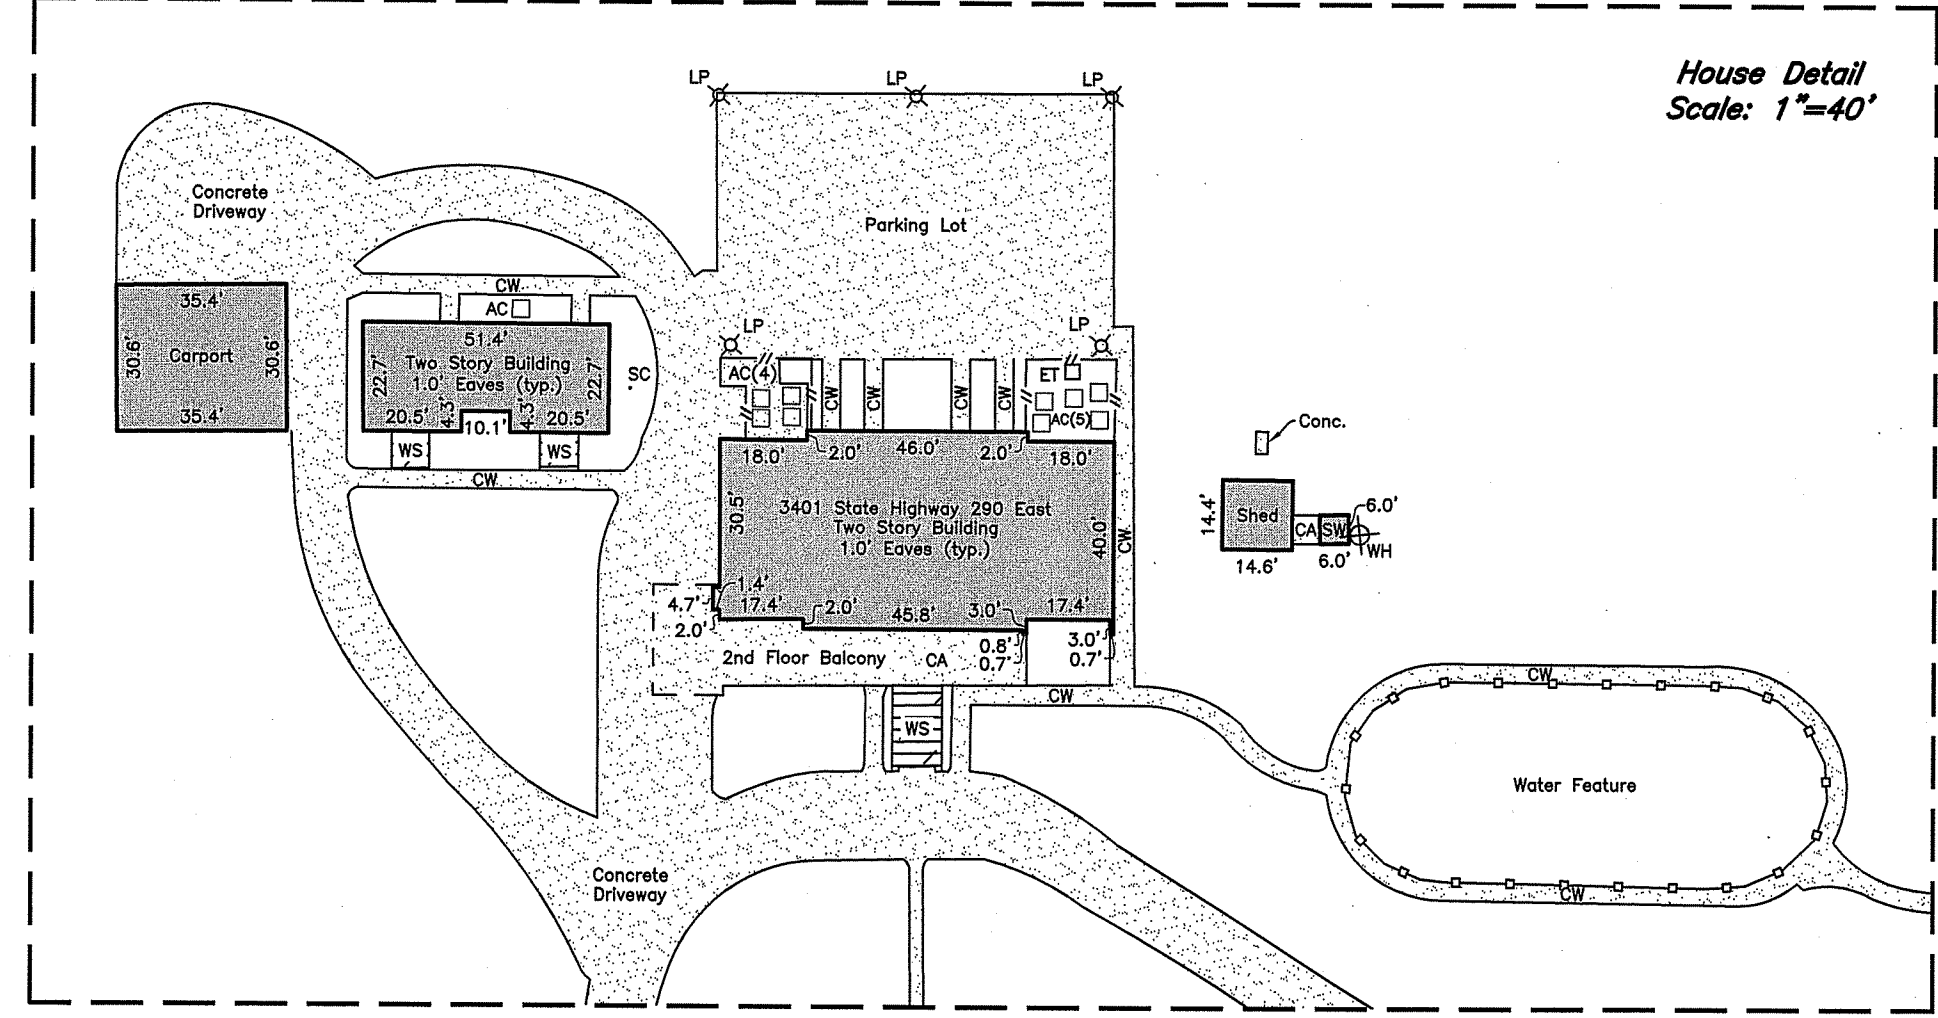 House Detail
Scale: 1"=40'
LP
LP
LP
Concrete
Driveway
Parking Lot
CW
AC
LP
LP
35.4'
30.6'
Carport
30.6'
35.4'
51.4'
Two Story Building
1.0' Eaves (typ.)
22.7'
22.7'
20.5'
4.3'
10.1'
4.3'
20.5'
SC
WS
WS
CW
AC(4)
CW
CW
CW
CW
ET
AC(5)
18.0'
2.0'
46.0'
2.0'
18.0'
30.5'
3401 State Highway 290 East
Two Story Building
1.0' Eaves (typ.)
40.0'
CW
Conc.
14.4'
Shed
14.6'
CA
SW
6.0'
6.0'
WH
1.4'
4.7'
17.4'
2.0'
2.0'
45.8'
3.0'
17.4'
0.8'
0.7'
3.0'
0.7'
2nd Floor Balcony
CA
CW
WS
CW
Water Feature
CW
Concrete
Driveway